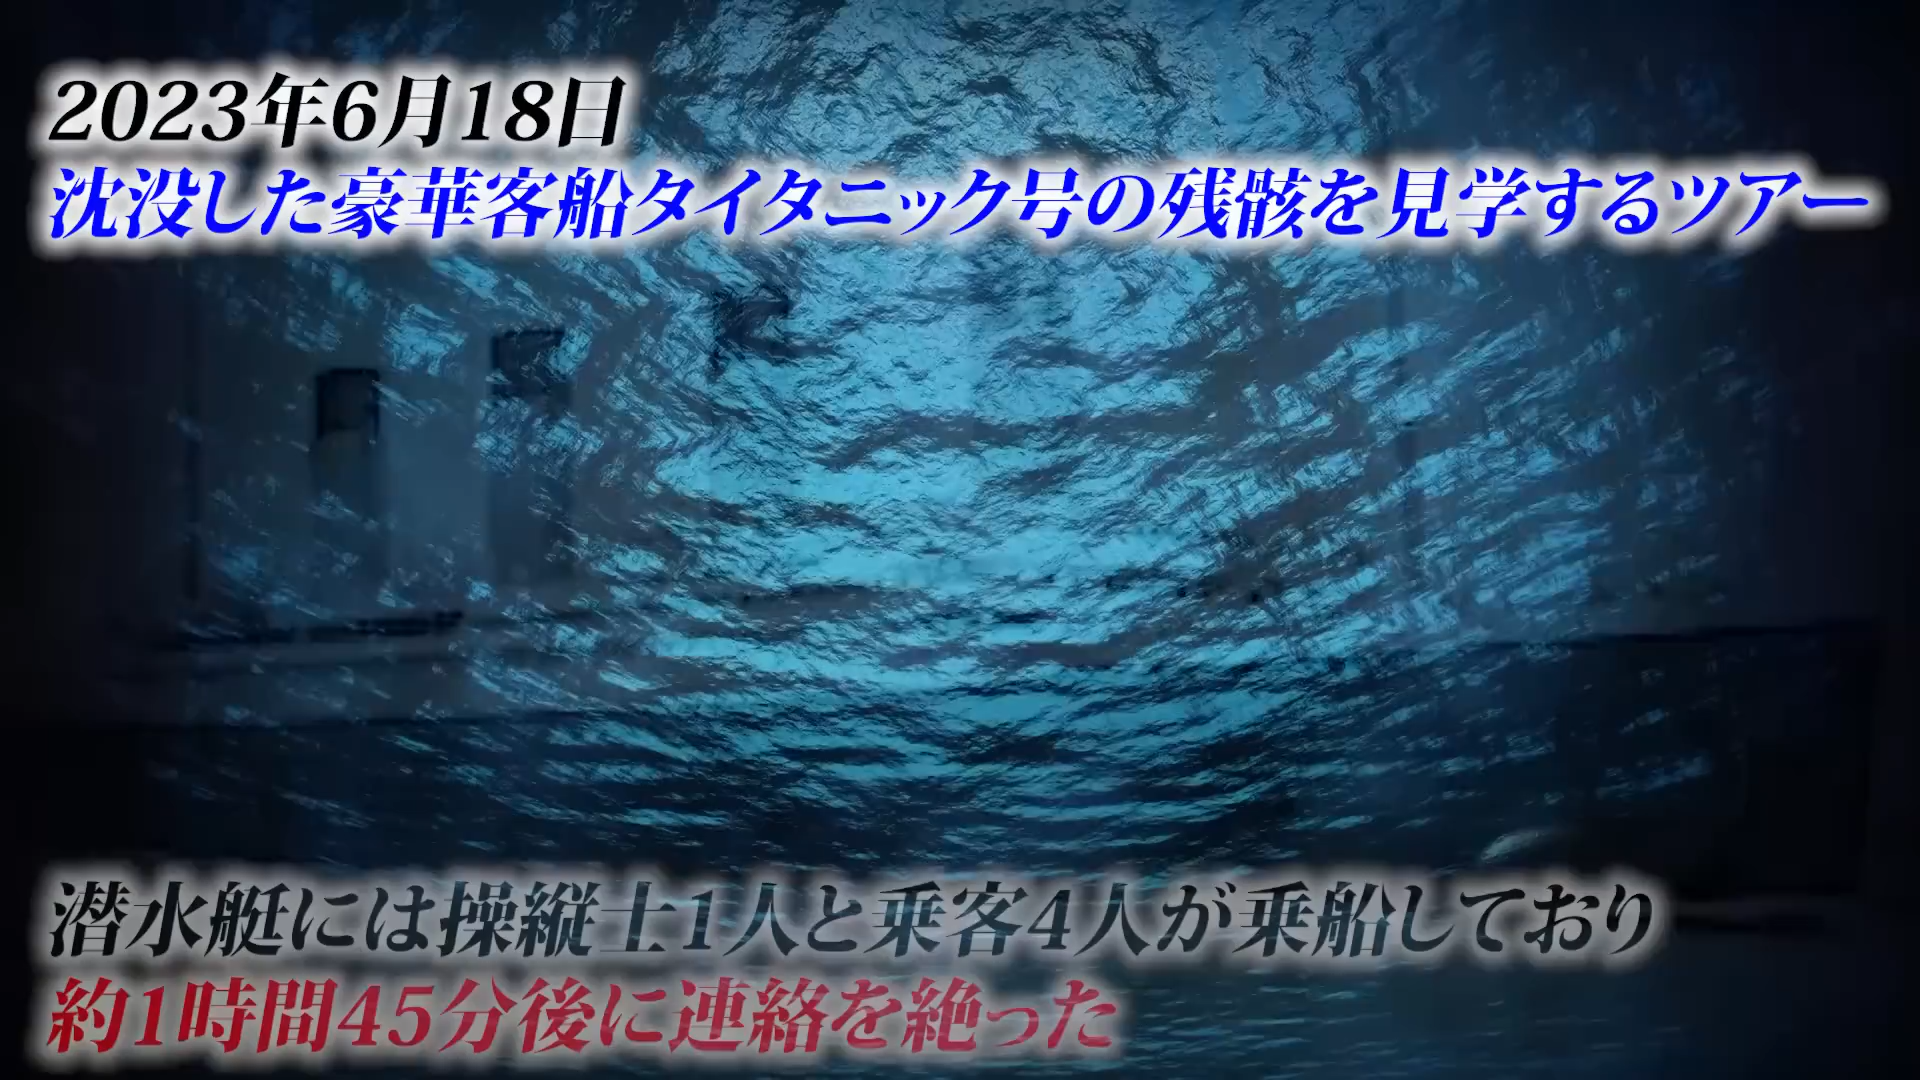 2023年6月18日
沈没した豪華客船タイタニック号の残骸を見学するツアー
潜水艇には操縦士1人と乗客4人が乗船しており
約1時間45分後に連絡を絶った